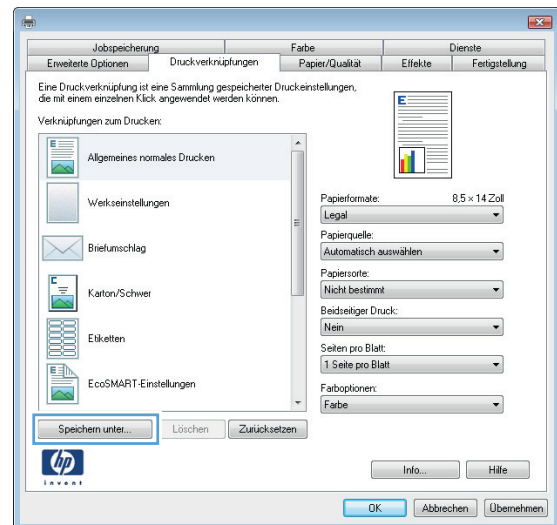 Jobspeicherung Farbe Dienste
Erweiterte Optionen Druckverknüpfungen Papier/Qualität Effekte Fertigstellung
Eine Druckverknüpfung ist eine Sammlung gespeicherter Druckeinstellungen,
die mit einem einzelnen Klick angewendet werden können.
Verknüpfungen zum Drucken:
Allgemeines normales Drucken
Werkseinstellungen
Briefumschlag
Karton/Schwer
Etiketten
EcoSMART-Einstellungen
Speichern unter... Löschen Zurücksetzen
E
Papierformate: 8,5 × 14 Zoll
Legal
Papierquelle:
Automatisch auswählen
Papiersorte:
Nicht bestimmt
Beidseitiger Druck:
Nein
Seiten pro Blatt:
1 Seite pro Blatt
Farboptionen:
Farbe
hp
invent
Info... Hilfe
OK Abbrechen Übernehmen